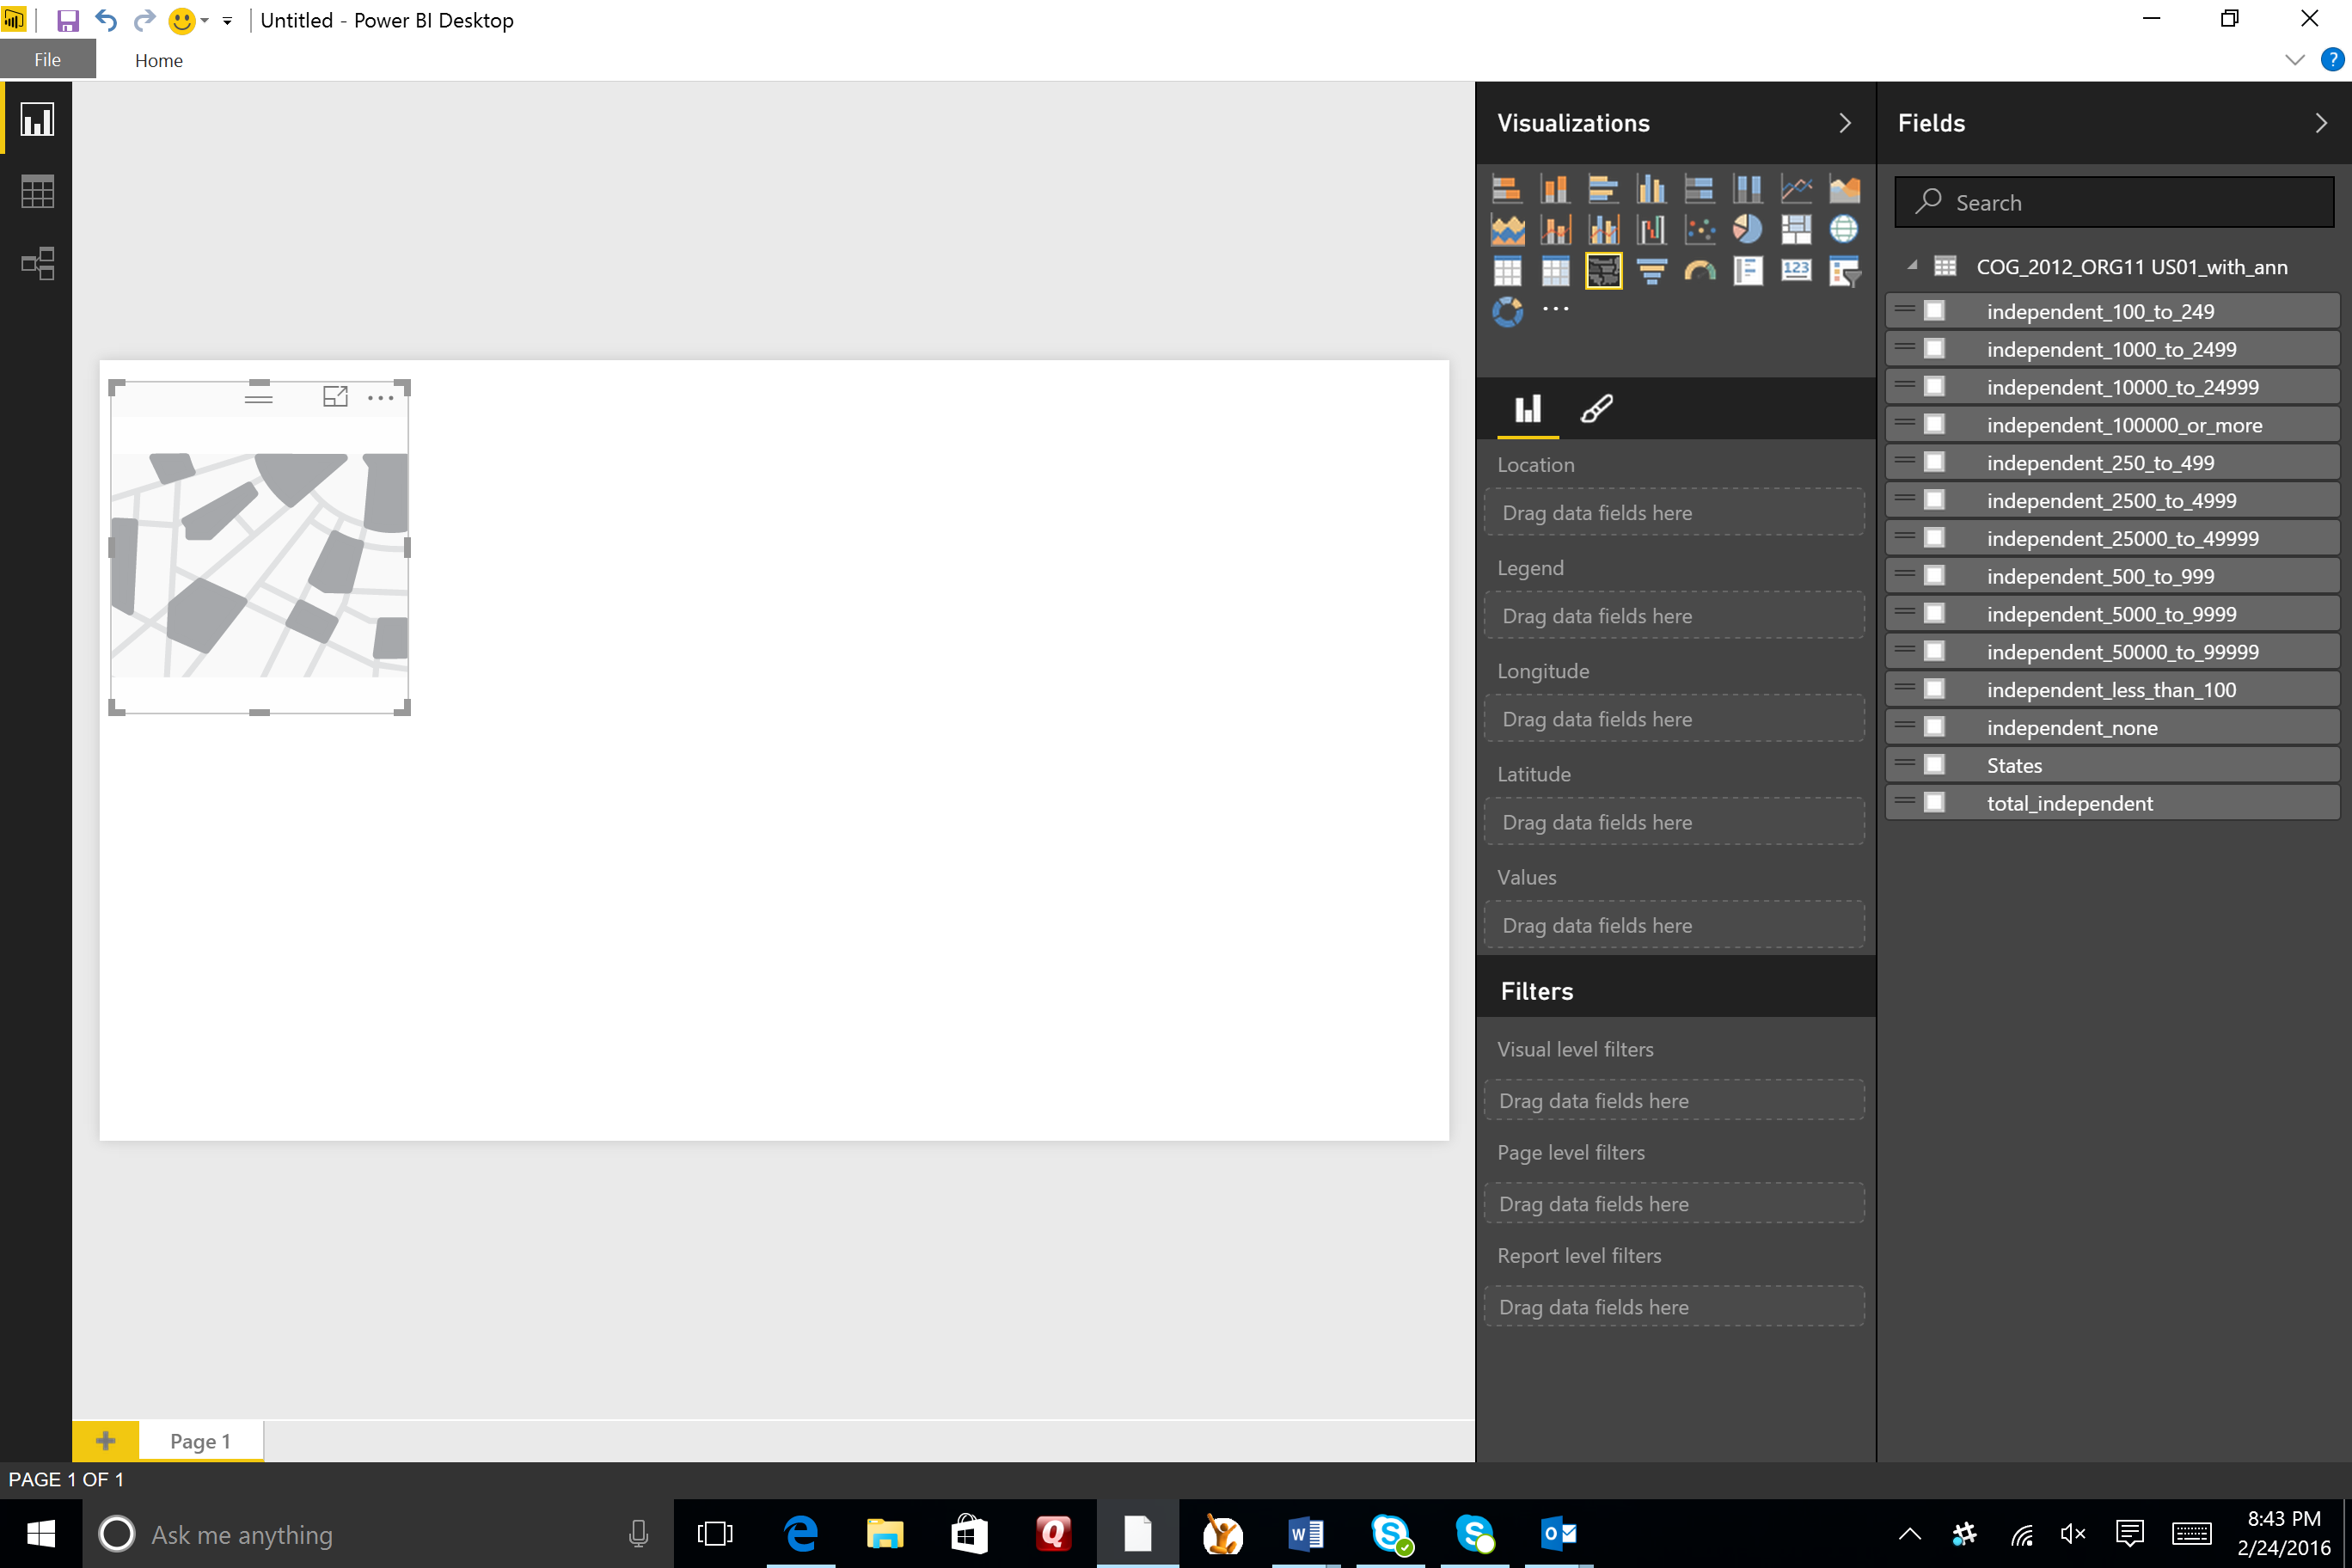 Untitled - Power BI Desktop
File
Home
?
Visualizations
Fields
Search
COG_2012_ORG11 US01_with_ann
independent_100_to_249
independent_1000_to_2499
independent_10000_to_24999
independent_100000_or_more
independent_250_to_499
independent_2500_to_4999
independent_25000_to_49999
independent_500_to_999
independent_5000_to_9999
independent_50000_to_99999
independent_less_than_100
independent_none
States
total_independent
123
Location
Drag data fields here
Legend
Drag data fields here
Longitude
Drag data fields here
Latitude
Drag data fields here
Values
Drag data fields here
Filters
Visual level filters
Drag data fields here
Page level filters
Drag data fields here
Report level filters
Drag data fields here
Page 1
PAGE 1 OF 1
Ask me anything
8:43 PM
2/24/2016